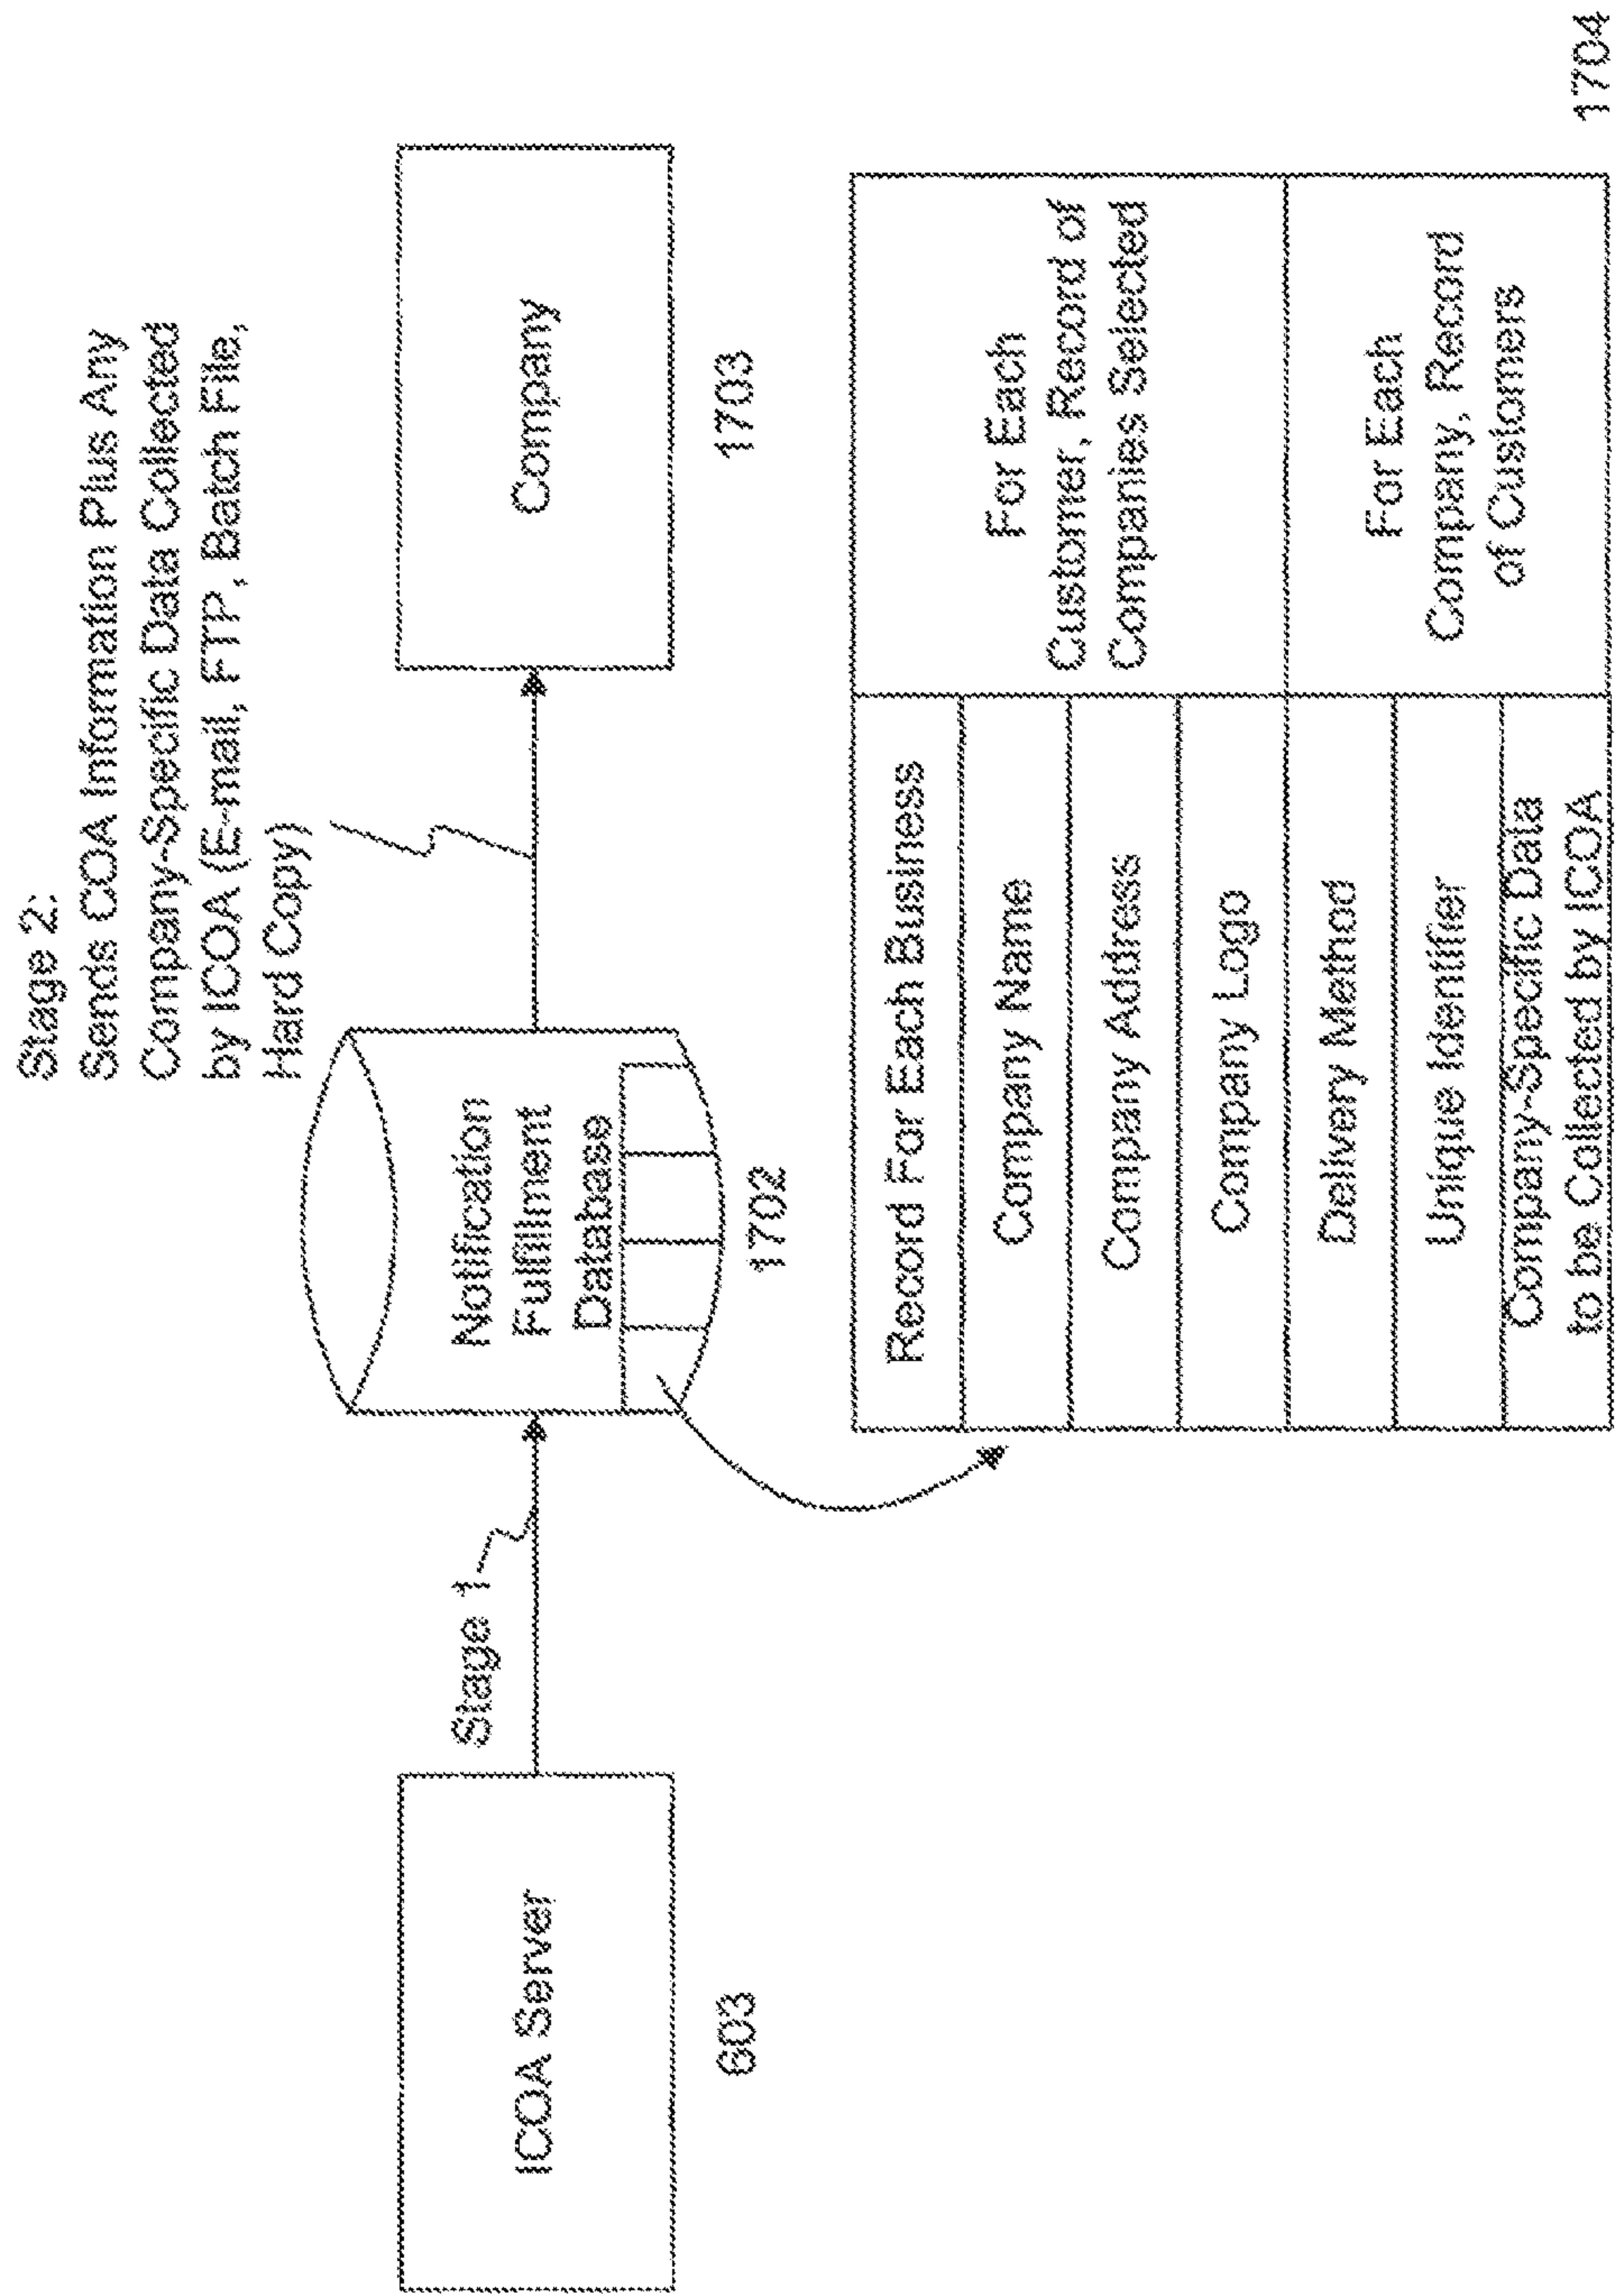 Stage 2:
Sends COA Information Plus Any
Company-Specific Data Collected
by ICOA (E-mail, FTP, Batch File,
Hard Copy)
Stage 1
ICOA Server
603
Notification
Fulfillment
Database
1702
Company
1703
Record For Each Business
Company Name
Company Address
Company Logo
Delivery Method
Unique Identifier
Company-Specific Data
to be Collected by ICOA
For Each
Customer, Record of
Companies Selected
For Each
Company, Record
of Customers
1704